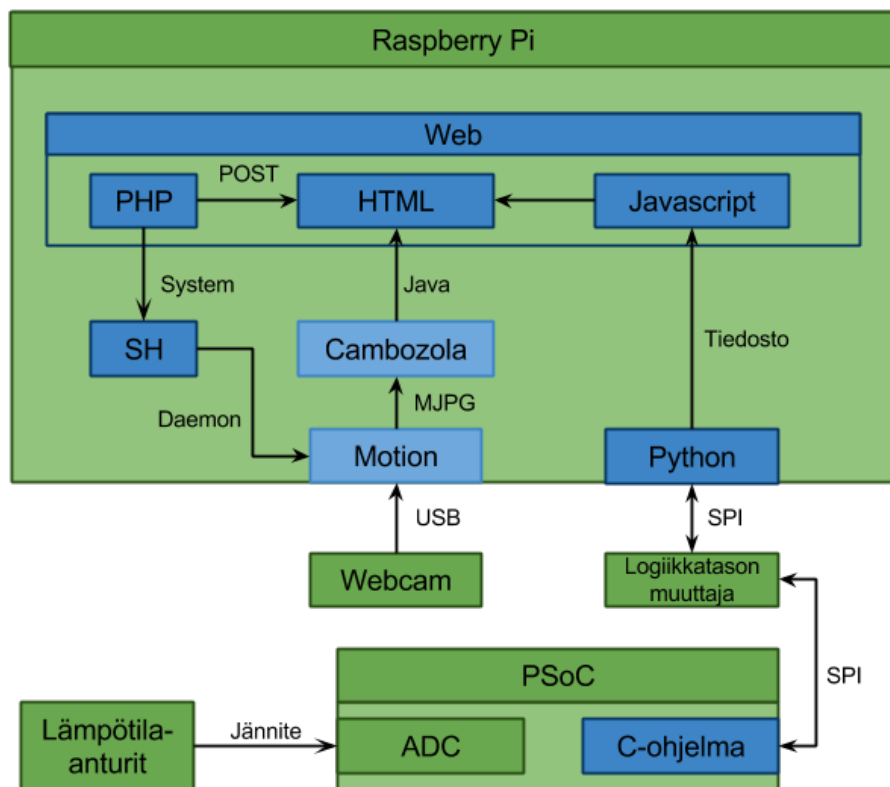 Raspberry Pi
Web
POST
PHP
HTML
Javascript
System
Java
SH
Cambozola
Tiedosto
Daemon
MJPG
Motion
Python
USB
SPI
Webcam
Logiikkatason
muuttaja
PSoC
SPI
Lämpötila-
anturit
Jännite
ADC
C-ohjelma